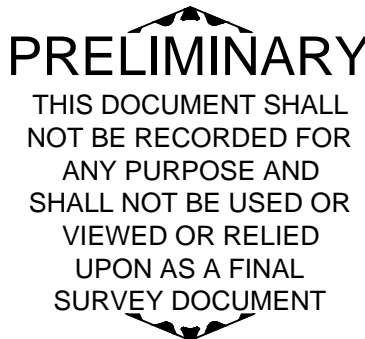 PRELIMINARY
THIS DOCUMENT SHALL
NOT BE RECORDED FOR
ANY PURPOSE AND
SHALL NOT BE USED OR
VIEWED OR RELIED
UPON AS A FINAL
SURVEY DOCUMENT